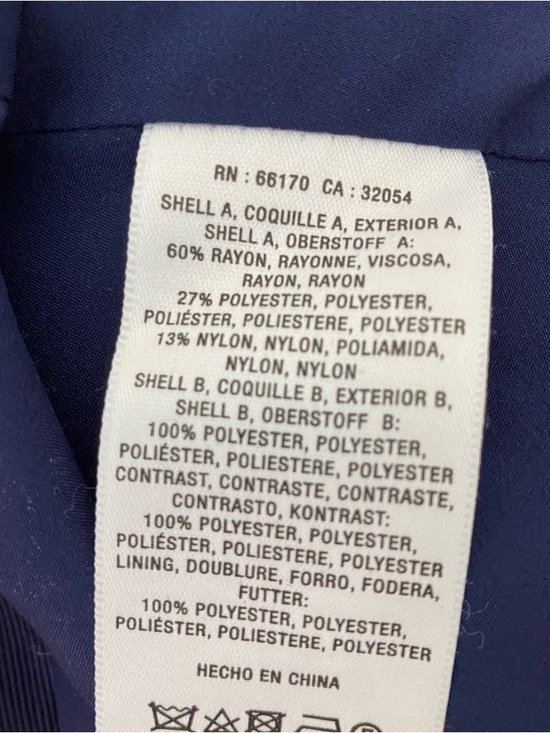 RN : 66170 CA : 32054
SHELL A, COQUILLE A, EXTERIOR A,
SHELL A, OBERSTOFF A:
60% RAYON, RAYONNE, VISCOSA,
RAYON, RAYON
27% POLYESTER, POLYESTER,
POLIÉSTER, POLIESTERE, POLYESTER
13% NYLON, NYLON, POLIAMIDA,
NYLON, NYLON
SHELL B, COQUILLE B, EXTERIOR B,
SHELL B, OBERSTOFF B:
100% POLYESTER, POLYESTER,
POLIÉSTER, POLIESTERE, POLYESTER
CONTRAST, CONTRASTE, CONTRASTE,
CONTRASTO, KONTRAST:
100% POLYESTER, POLYESTER,
POLIÉSTER, POLIESTERE, POLYESTER
LINING, DOUBLURE, FORRO, FODERA,
FUTTER:
100% POLYESTER, POLYESTER,
POLIÉSTER, POLIESTERE, POLYESTER
HECHO EN CHINA